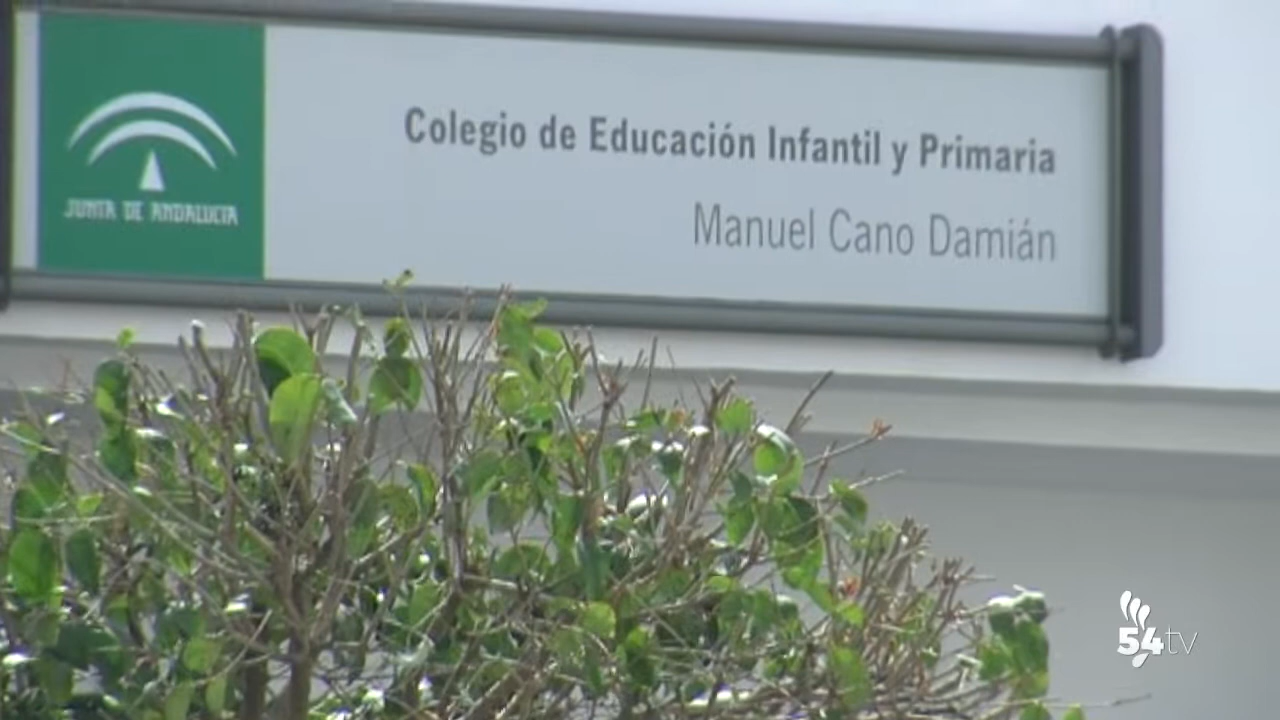 JUNTA DE ANDALUCIA
Colegio de Educación Infantil y Primaria
Manuel Cano Damián
54tv